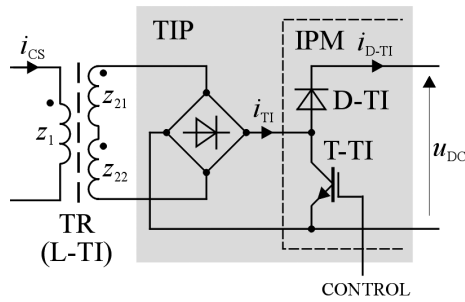 TIP
IPM
i_CS
i_D-TI
z_21
D-TI
z_1
i_TI
T-TI
u_DC
z_22
TR
(L-TI)
CONTROL